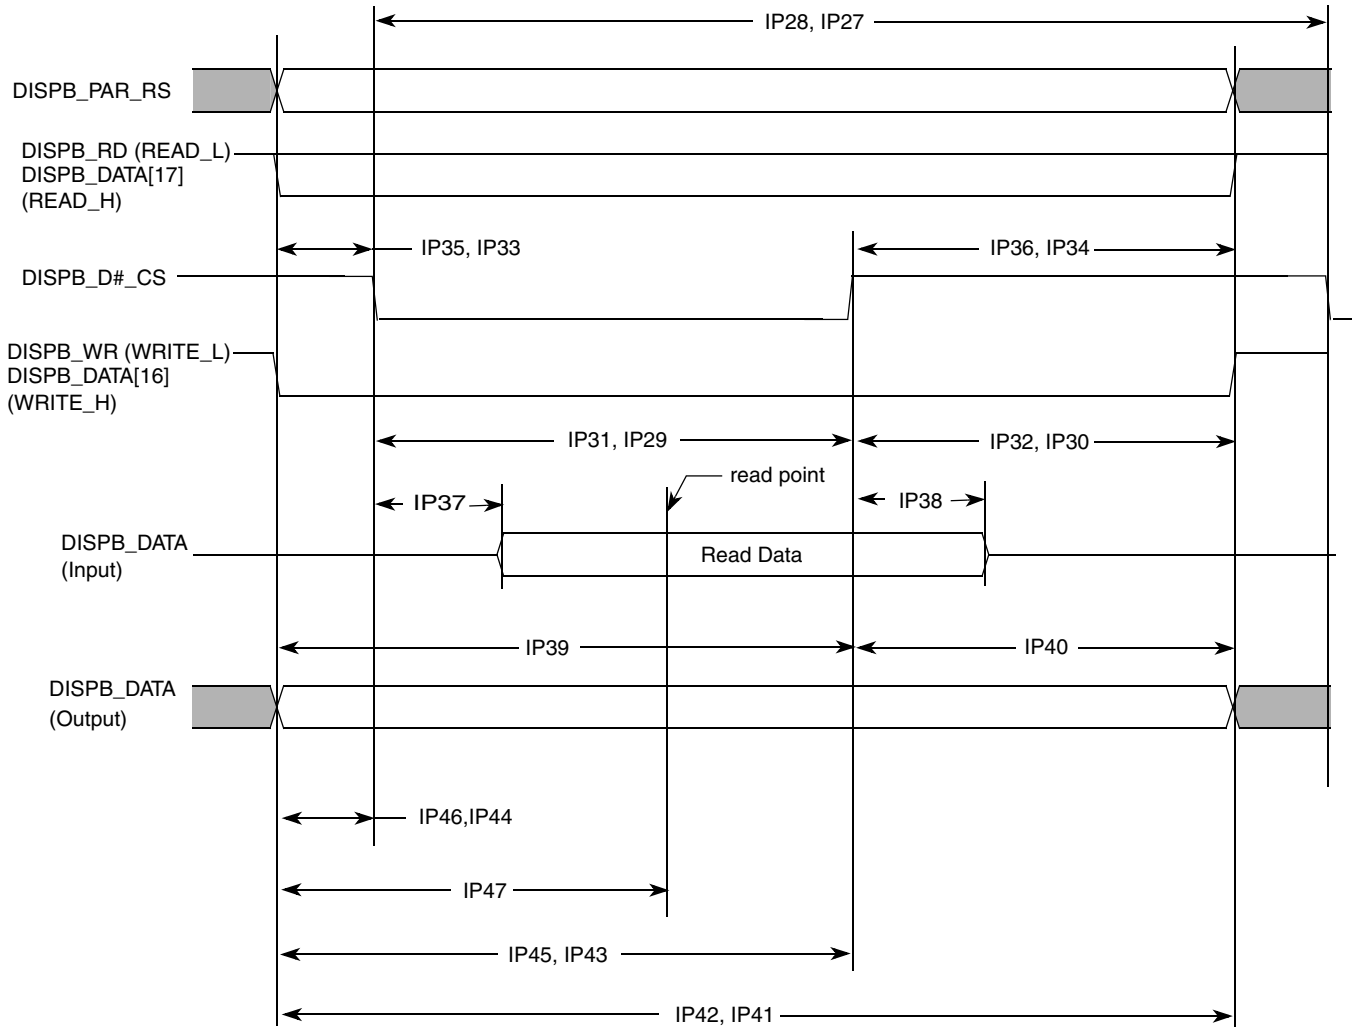 IP28, IP27
DISPB_PAR_RS
DISPB_RD (READ_L)
DISPB_DATA[17]
(READ_H)
IP35, IP33
IP36, IP34
DISPB_D#_CS
DISPB_WR (WRITE_L)
DISPB_DATA[16]
(WRITE_H)
IP31, IP29
IP32, IP30
read point
IP37
IP38
DISPB_DATA
(Input)
Read Data
IP39
IP40
DISPB_DATA
(Output)
IP46,IP44
IP47
IP45, IP43
IP42, IP41